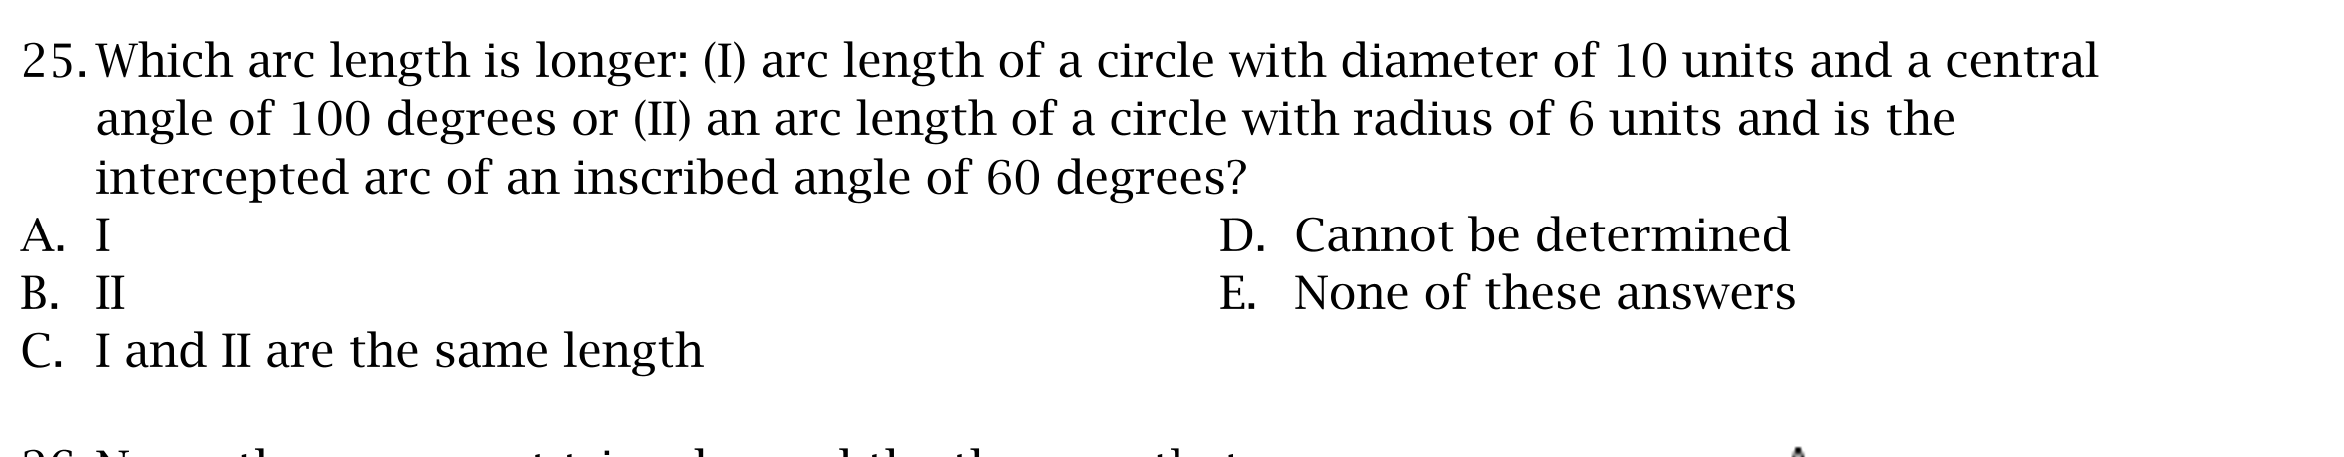 25. Which arc length is longer: (I) arc length of a circle with diameter of 10 units and a central
angle of 100 degrees or (II) an arc length of a circle with radius of 6 units and is the
intercepted arc of an inscribed angle of 60 degrees?
A. I
B. II
C. I and II are the same length
D. Cannot be determined
E. None of these answers